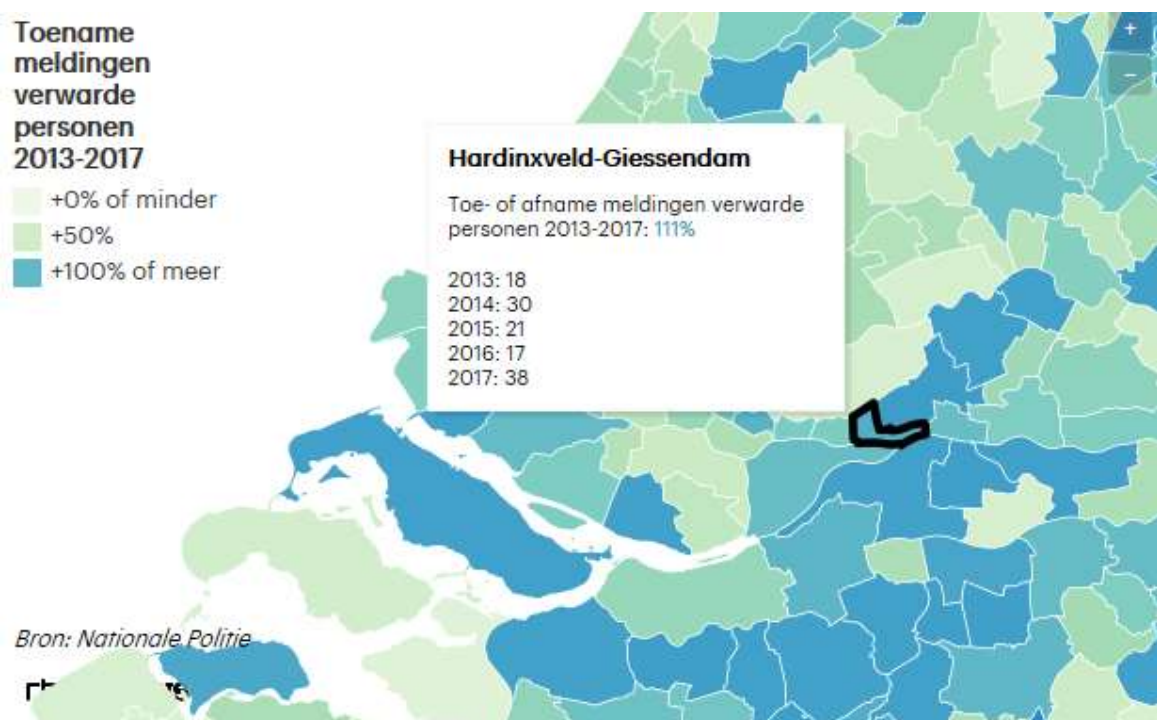 Toename
meldingen
verwarde
personen
2013-2017
+0% of minder
+50%
+100% of meer
+
−
Hardinxveld-Giessendam
Toe- of afname meldingen verwarde
personen 2013-2017: 111%
2013: 18
2014: 30
2015: 21
2016: 17
2017: 38
Bron: Nationale Politie